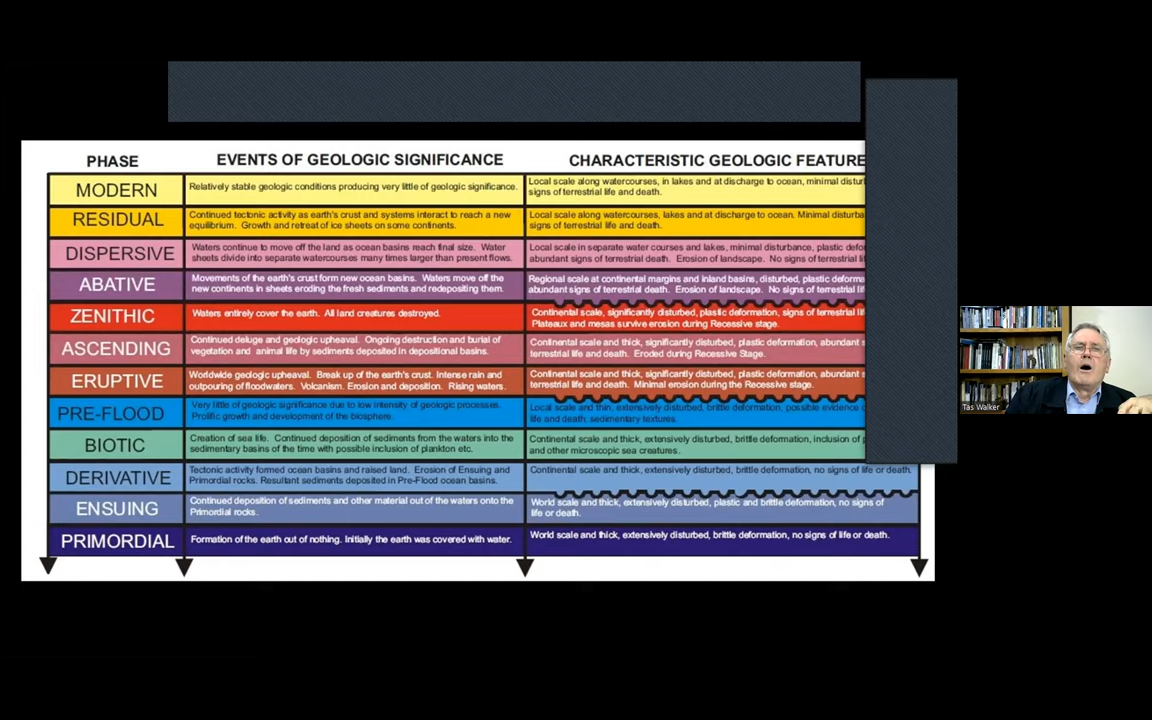 PHASE
EVENTS OF GEOLOGIC SIGNIFICANCE
CHARACTERISTIC GEOLOGIC FEATURE
MODERN
Relatively stable geologic conditions producing very little of geologic significance.
Local scale along watercourses, in lakes and at discharge to ocean, minimal disturb
signs of terrestrial life and death.
RESIDUAL
Continued tectonic activity as earth's crust and systems interact to reach a new
equilibrium. Growth and retreat of ice sheets on some continents.
Local scale along watercourses, lakes and at discharge to ocean. Minimal disturba
signs of terrestrial life and death.
DISPERSIVE
Waters continue to move off the land as ocean basins reach final size. Water
sheets divide into separate watercourses many times larger than present flows.
Local scale in separate water courses and lakes, minimal disturbance, plastic defor
abundant signs of terrestrial death. Erosion of landscape. No signs of terrestrial lif
ABATIVE
Movements of the earth's crust form new ocean basins. Waters move off the
new continents in sheets eroding the fresh sediments and redepositing them.
Regional scale at continental margins and inland basins, disturbed, plastic deforma
abundant signs of terrestrial death. Erosion of landscape. No signs of terrestrial lif
ZENITHIC
Waters entirely cover the earth. All land creatures destroyed.
Continental scale, significantly disturbed, plastic deformation, signs of terrestrial lif
Plateaux and mesas survive erosion during Recessive stage.
ASCENDING
Continued deluge and geologic upheaval. Ongoing destruction and burial of
vegetation and animal life by sediments deposited in depositional basins.
Continental scale and thick, significantly disturbed, plastic deformation, abundant s
terrestrial life and death. Eroded during Recessive Stage.
ERUPTIVE
Worldwide geologic upheaval. Break up of the earth's crust. Intense rain and
outpouring of floodwaters. Volcanism. Erosion and deposition. Rising waters.
Continental scale and thick, significantly disturbed, plastic deformation, abundant s
terrestrial life and death. Minimal erosion during the Recessive stage.
PRE-FLOOD
Very little of geologic significance due to low intensity of geologic processes.
Prolific growth and development of the biosphere.
Local scale and thin, extensively disturbed, brittle deformation, possible evidence o
life and death, sedimentary textures.
BIOTIC
Creation of sea life. Continued deposition of sediments from the waters into the
sedimentary basins of the time with possible inclusion of plankton etc.
Continental scale and thick, extensively disturbed, brittle deformation, inclusion of p
and other microscopic sea creatures.
DERIVATIVE
Tectonic activity formed ocean basins and raised land. Erosion of Ensuing and
Primordial rocks. Resultant sediments deposited in Pre-Flood ocean basins.
Continental scale and thick, extensively disturbed, brittle deformation, no signs of life or death.
ENSUING
Continued deposition of sediments and other material out of the waters onto the
Primordial rocks.
World scale and thick, extensively disturbed, plastic and brittle deformation, no signs of
life or death.
PRIMORDIAL
Formation of the earth out of nothing. Initially the earth was covered with water.
World scale and thick, extensively disturbed, brittle deformation, no signs of life or death.
Tas Walker